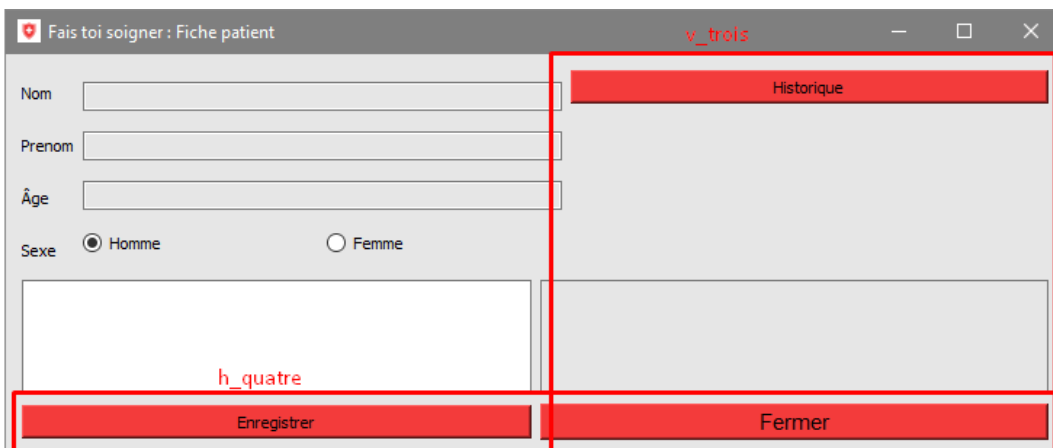 Fais toi soigner : Fiche patient
v_trois
Nom
Historique
Prenom
Âge
Sexe
Homme
Femme
h_quatre
Enregistrer
Fermer